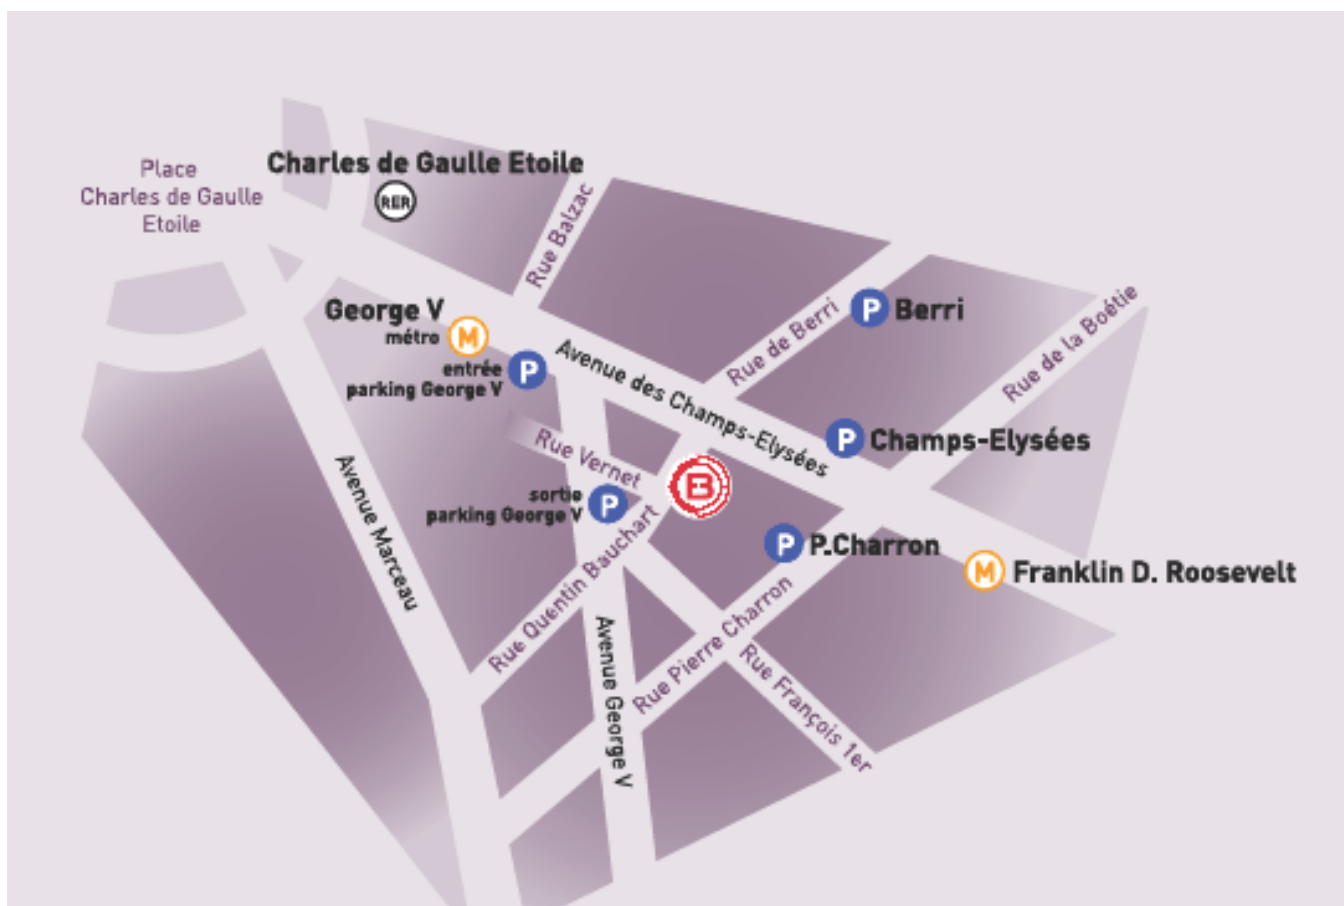 Charles de Gaulle Etoile
RER
Place
Charles de Gaulle
Etoile
Rue Balzac
George V
métro
M
entrée
parking George V
P
Avenue des Champs-Elysées
Rue de Berri
P
Berri
Rue de la Boétie
P
Champs-Elysées
Rue Vernet
sortie
parking George V
P
B
Avenue Marceau
Rue Quentin Bauchart
P
P.Charron
M
Franklin D. Roosevelt
Avenue George V
Rue Pierre Charron
Rue François 1er